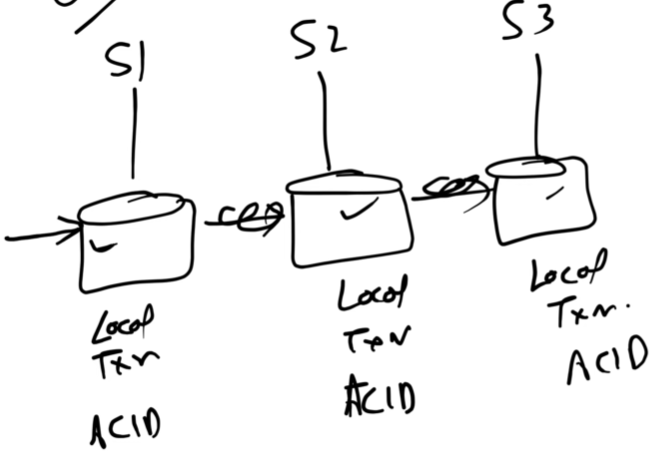 S1
S2
S3
Local
Txn
ACID
Local
Txn
ACID
Local
Txn.
ACID